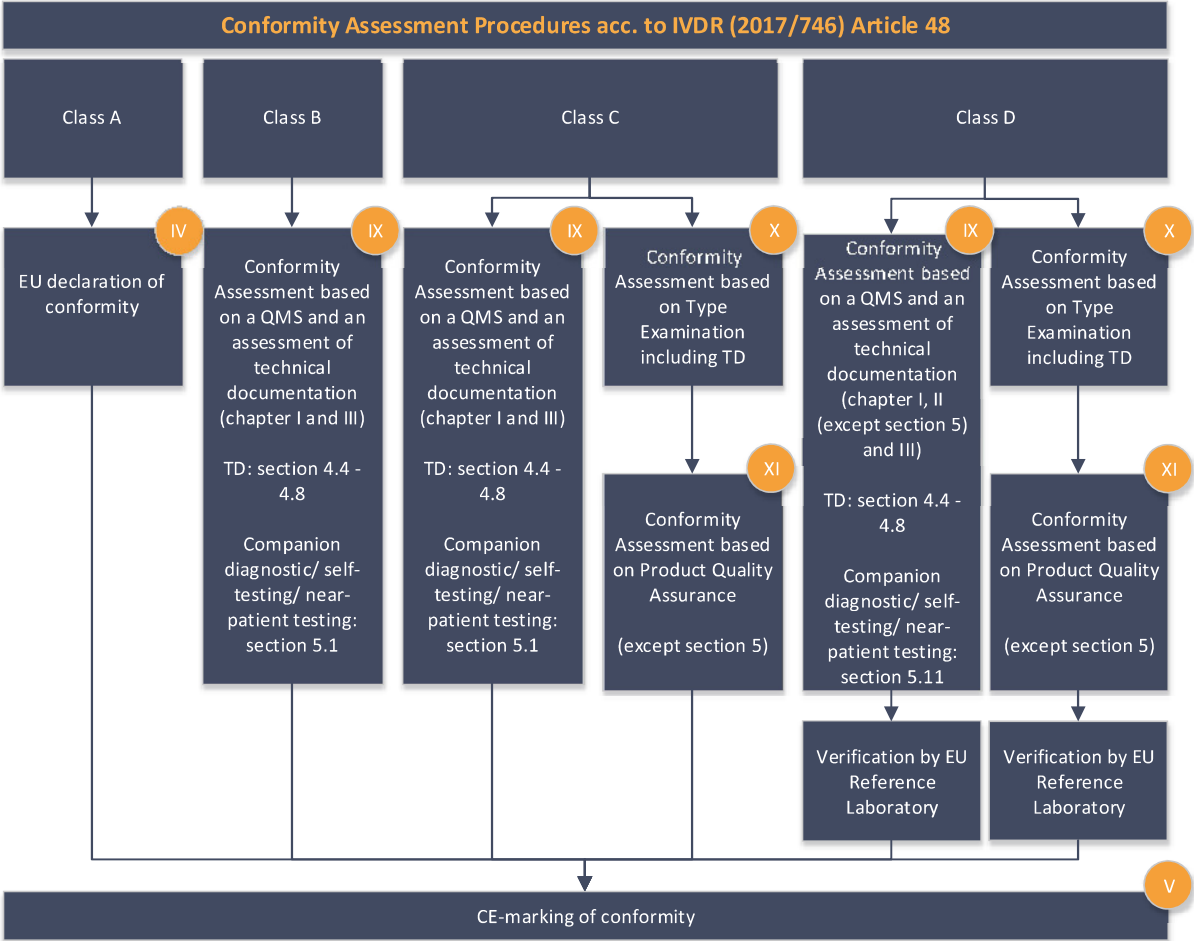 Conformity Assessment Procedures acc. to IVDR (2017/746) Article 48
Class A
Class B
Class C
Class D
IV
EU declaration of
conformity
IX
Conformity
Assessment based
on a QMS and an
assessment of
technical
documentation
(chapter I and III)
TD: section 4.4 -
4.8
Companion
diagnostic/ self-
testing/ near-
patient testing:
section 5.1
IX
Conformity
Assessment based
on a QMS and an
assessment of
technical
documentation
(chapter I and III)
TD: section 4.4 -
4.8
Companion
diagnostic/ self-
testing/ near-
patient testing:
section 5.1
X
Conformity
Assessment based
on Type
Examination
including TD
XI
Conformity
Assessment based
on Product Quality
Assurance
(except section 5)
IX
Conformity
Assessment based
on a QMS and an
assessment of
technical
documentation
(chapter I, II
(except section 5)
and III)
TD: section 4.4 -
4.8
Companion
diagnostic/ self-
testing/ near-
patient testing:
section 5.11
Verification by EU
Reference
Laboratory
X
Conformity
Assessment based
on Type
Examination
including TD
XI
Conformity
Assessment based
on Product Quality
Assurance
(except section 5)
Verification by EU
Reference
Laboratory
V
CE-marking of conformity